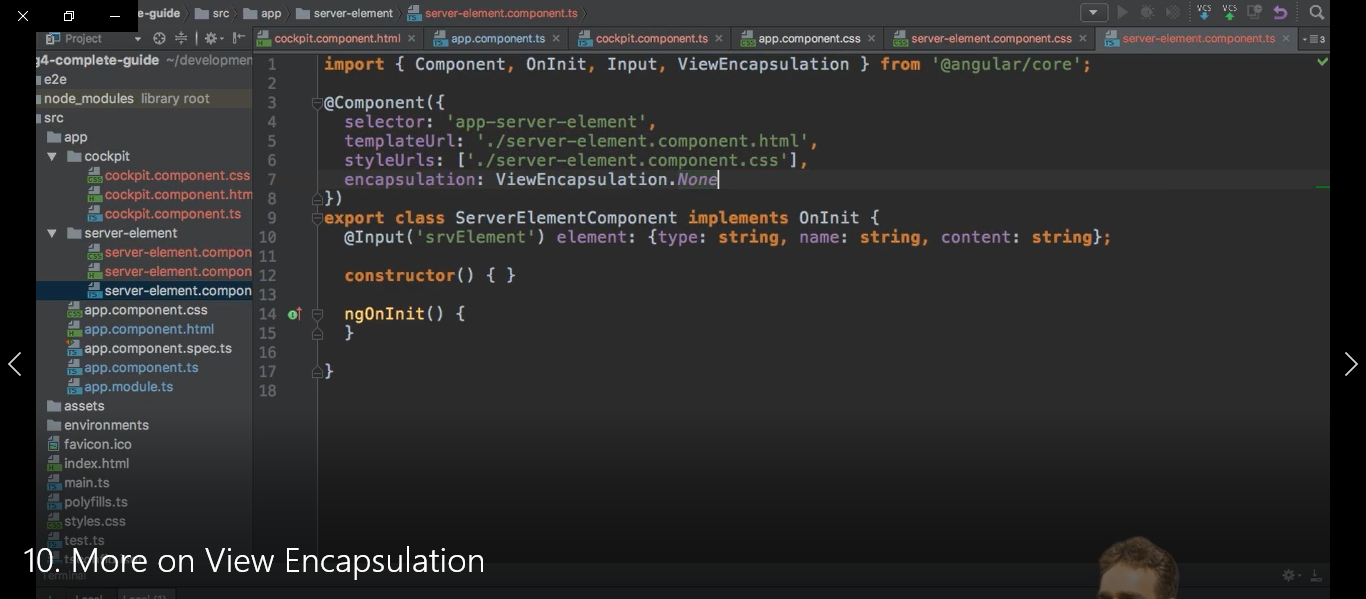 e-guide src app server-element server-element.component.ts
VCS VCS
Project
cockpit.component.html app.component.ts cockpit.component.ts app.component.css server-element.component.css server-element.component.ts 3
g4-complete-guide ~/developmen
e2e
node_modules library root
src
app
cockpit
cockpit.component.css
cockpit.component.htm
cockpit.component.ts
server-element
server-element.compon
server-element.compon
server-element.compon
app.component.css
app.component.html
app.component.spec.ts
app.component.ts
app.module.ts
assets
environments
favicon.ico
index.html
main.ts
polyfills.ts
styles.css
test.ts
1 import { Component, OnInit, Input, ViewEncapsulation } from '@angular/core';
2
3 @Component({
4 selector: 'app-server-element',
5 templateUrl: './server-element.component.html',
6 styleUrls: ['./server-element.component.css'],
7 encapsulation: ViewEncapsulation.None
8 })
9 export class ServerElementComponent implements OnInit {
10 @Input('srvElement') element: {type: string, name: string, content: string};
11
12 constructor() { }
13
14 ngOnInit() {
15 }
16
17 }
18
10. More on View Encapsulation
Terminal